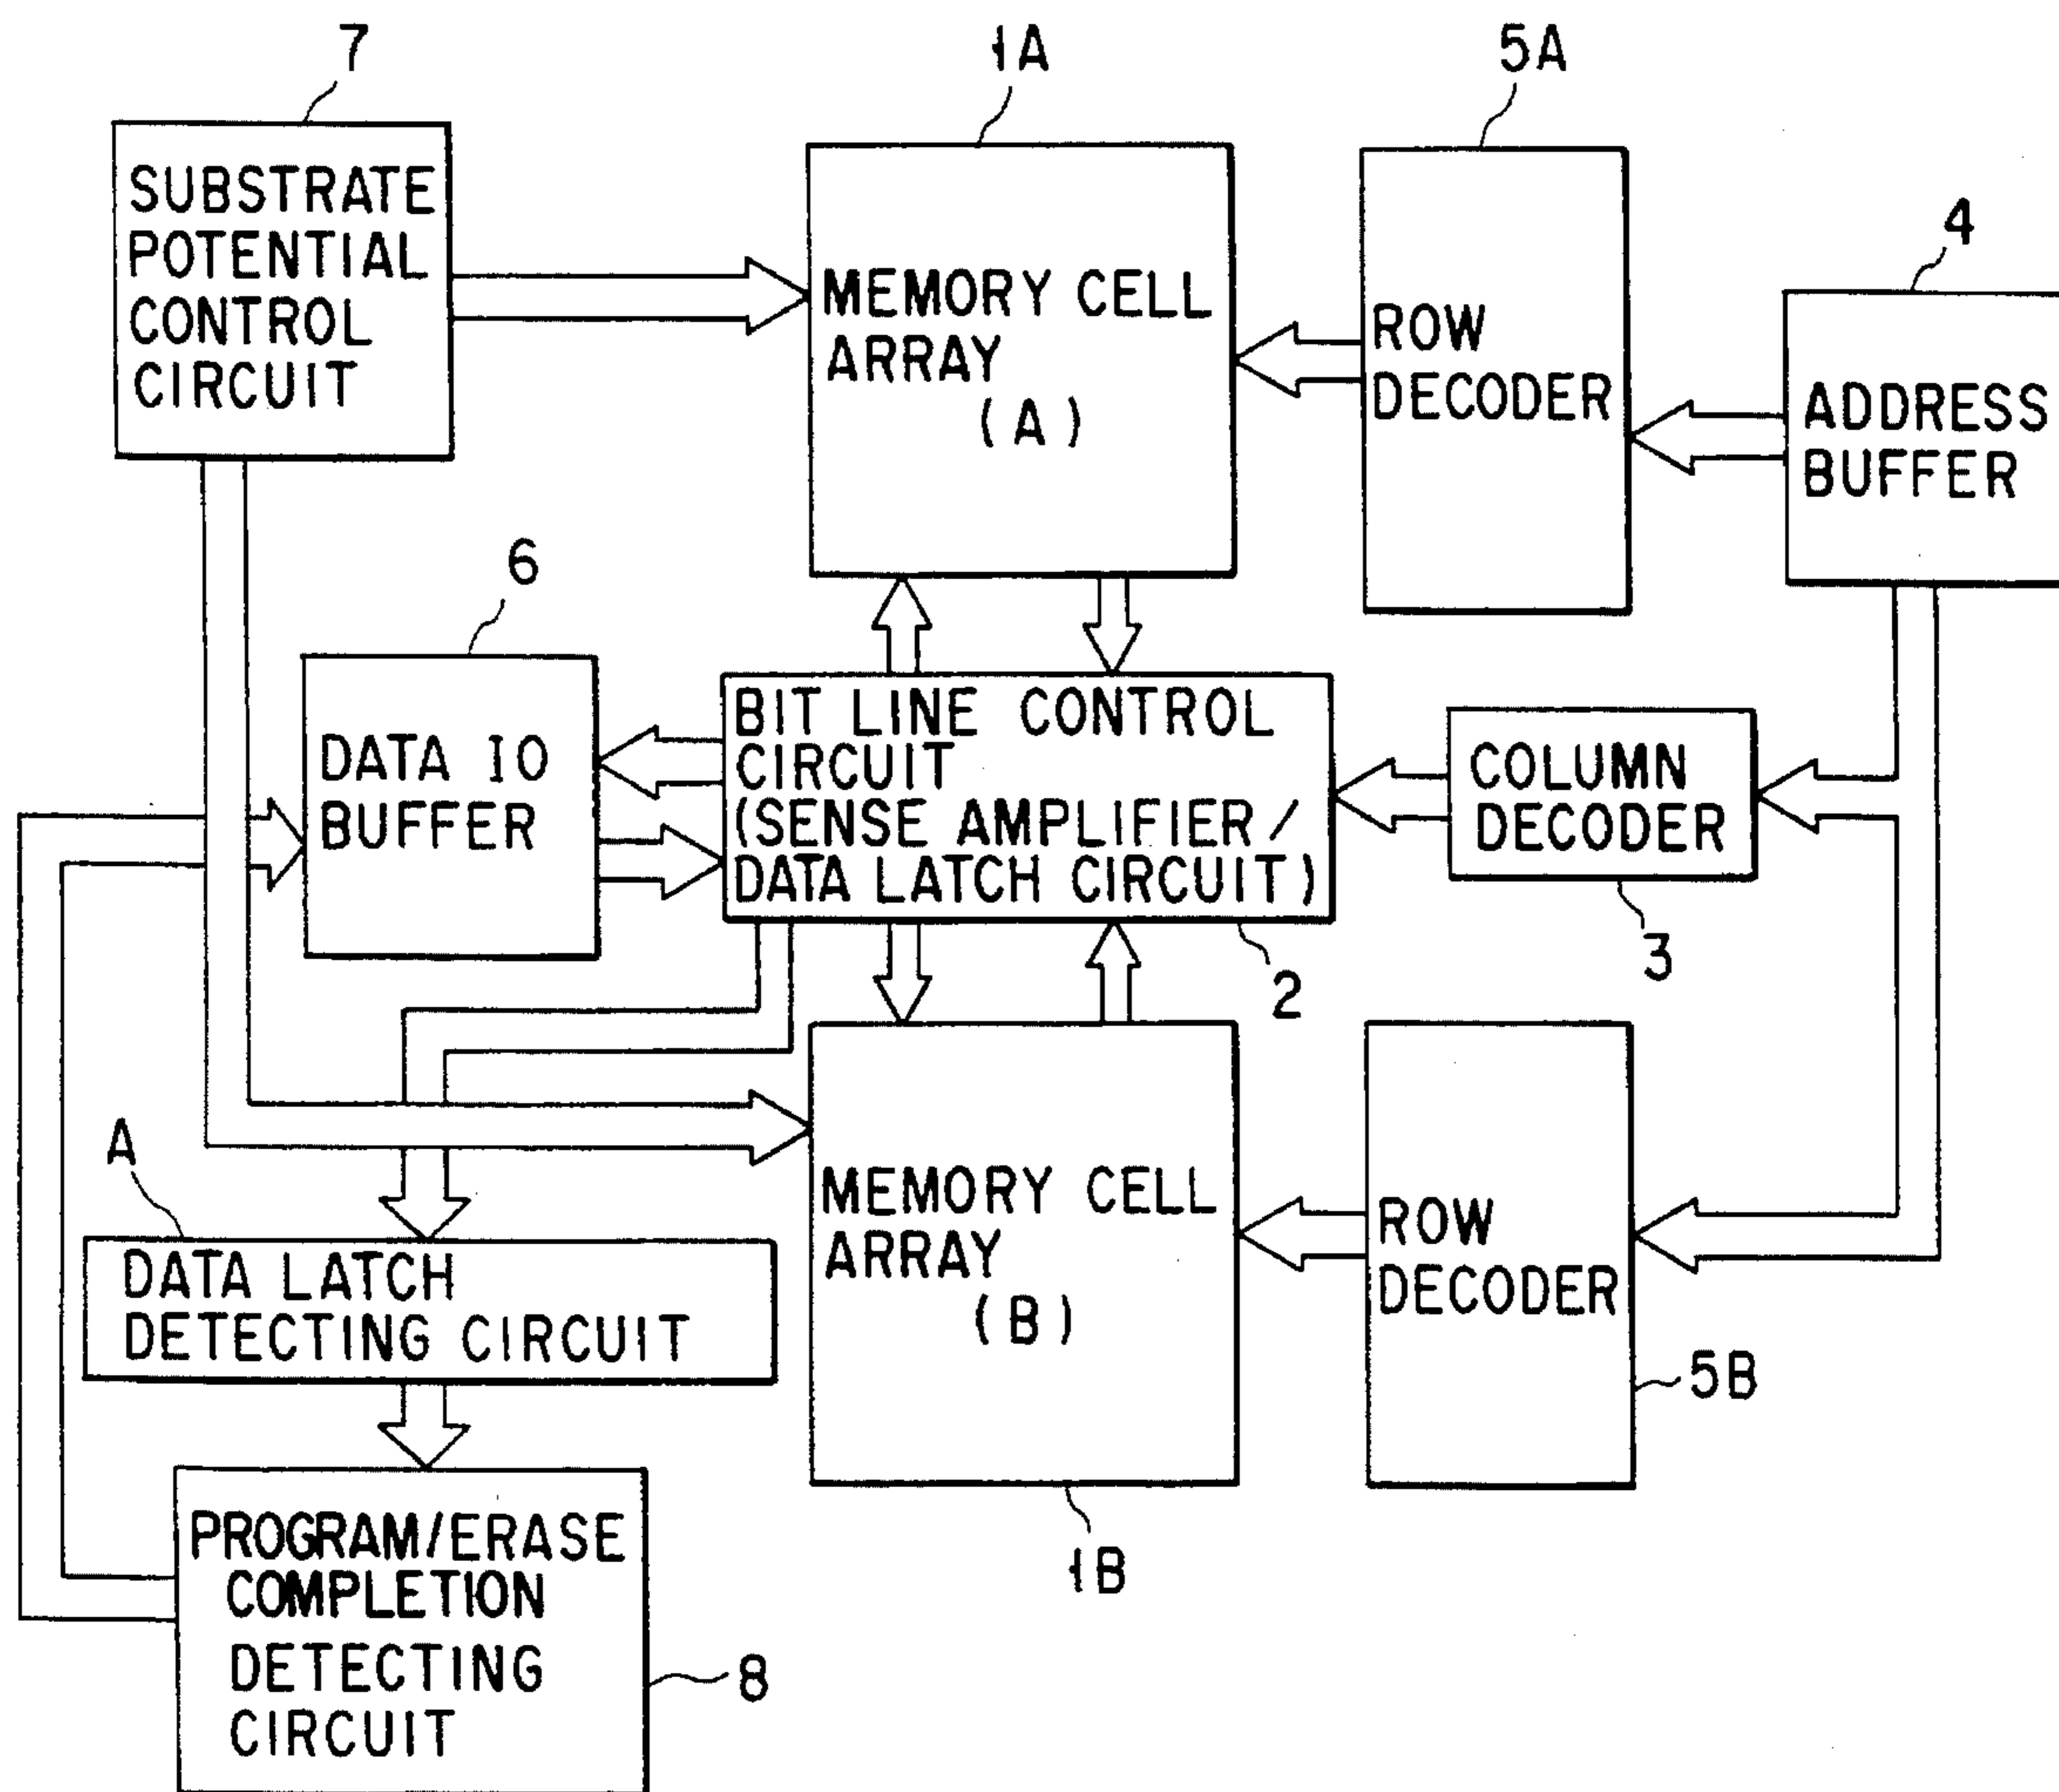 7
1A
5A
SUBSTRATE
POTENTIAL
CONTROL
CIRCUIT
MEMORY CELL
ARRAY
(A)
ROW
DECODER
4
ADDRESS
BUFFER
6
DATA IO
BUFFER
BIT LINE CONTROL
CIRCUIT
(SENSE AMPLIFIER/
DATA LATCH CIRCUIT)
2
COLUMN
DECODER
3
A
DATA LATCH
DETECTING CIRCUIT
MEMORY CELL
ARRAY
(B)
1B
ROW
DECODER
5B
PROGRAM/ERASE
COMPLETION
DETECTING
CIRCUIT
8